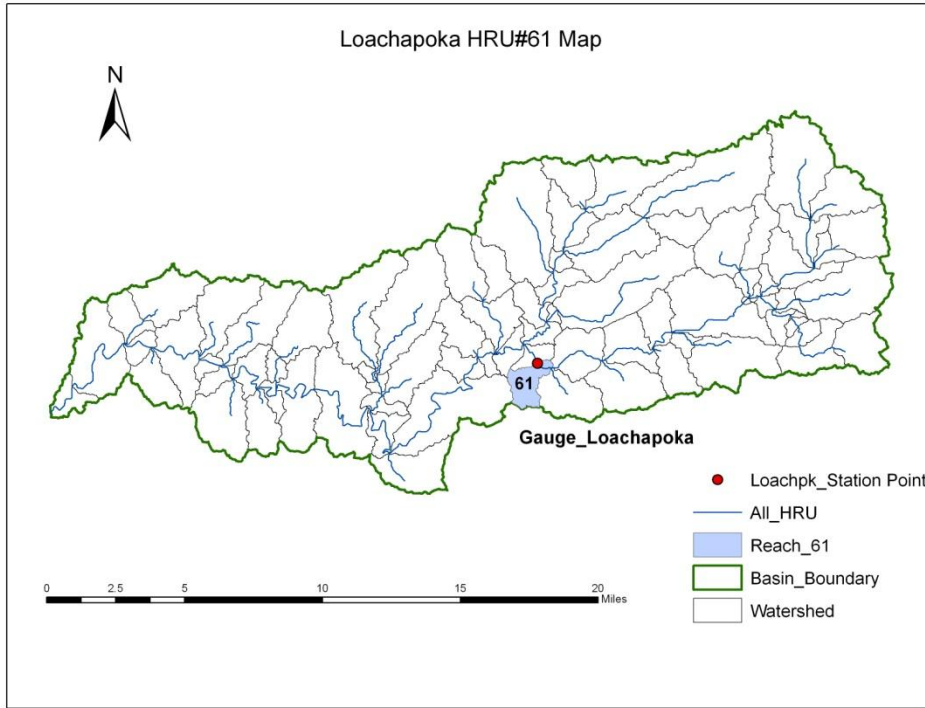 Loachapoka HRU#61 Map
N
61
Gauge_Loachapoka
Loachpk_Station Point
All_HRU
Reach_61
Basin_Boundary
Watershed
0 2.5 5 10 15 20
Miles